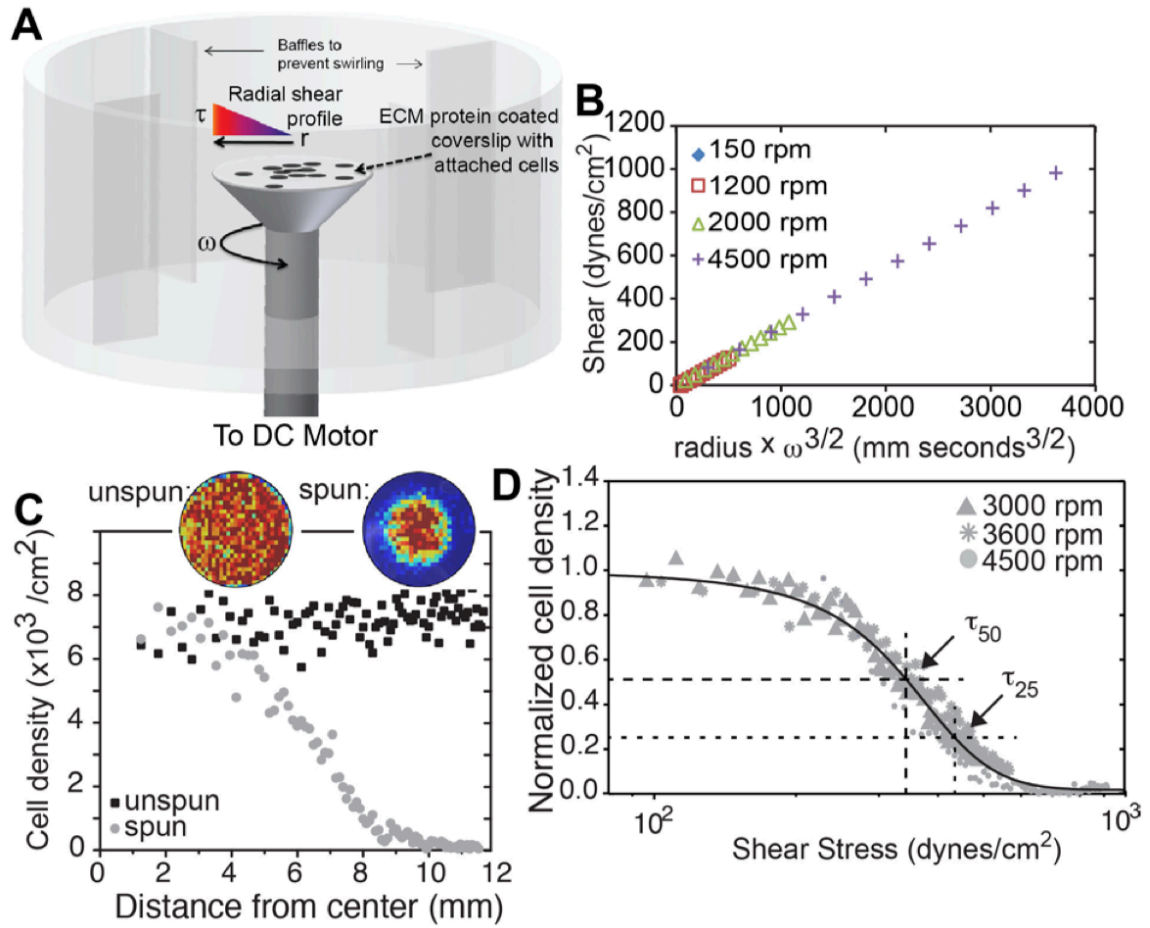 A
Baffles to
prevent swirling
Radial shear
profile
τ
r
ECM protein coated
coverslip with
attached cells
ω
To DC Motor
B
Shear (dynes/cm²)
1200
1000
800
600
400
200
0
150 rpm
1200 rpm
2000 rpm
4500 rpm
0 1000 2000 3000 4000
radius x ω3/2 (mm seconds3/2)
C
unspun:
spun:
Cell density (x10³ /cm²)
8
6
4
2
0
unspun
spun
0 2 4 6 8 10 12
Distance from center (mm)
D
Normalized cell density
1.4
1.2
1.0
0.8
0.6
0.4
0.2
0.0
3000 rpm
3600 rpm
4500 rpm
τ50
τ25
10² 10³
Shear Stress (dynes/cm²)